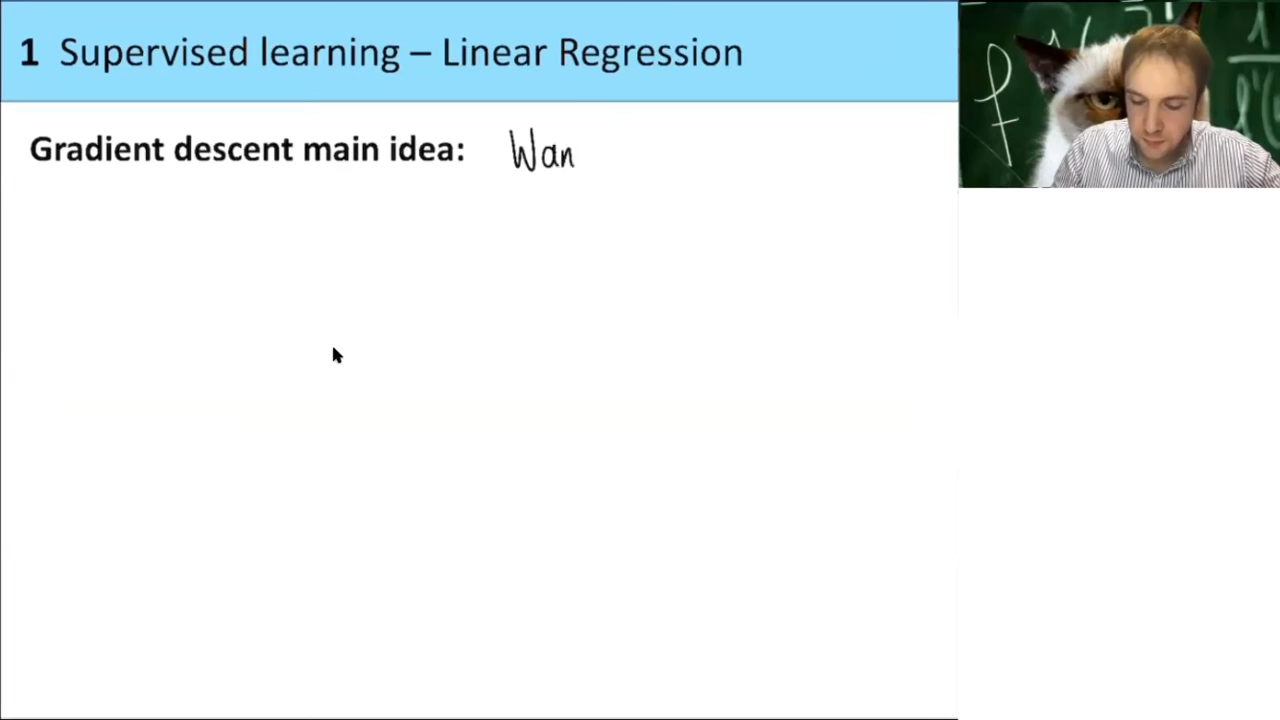 1 Supervised learning – Linear Regression
Gradient descent main idea: Wan